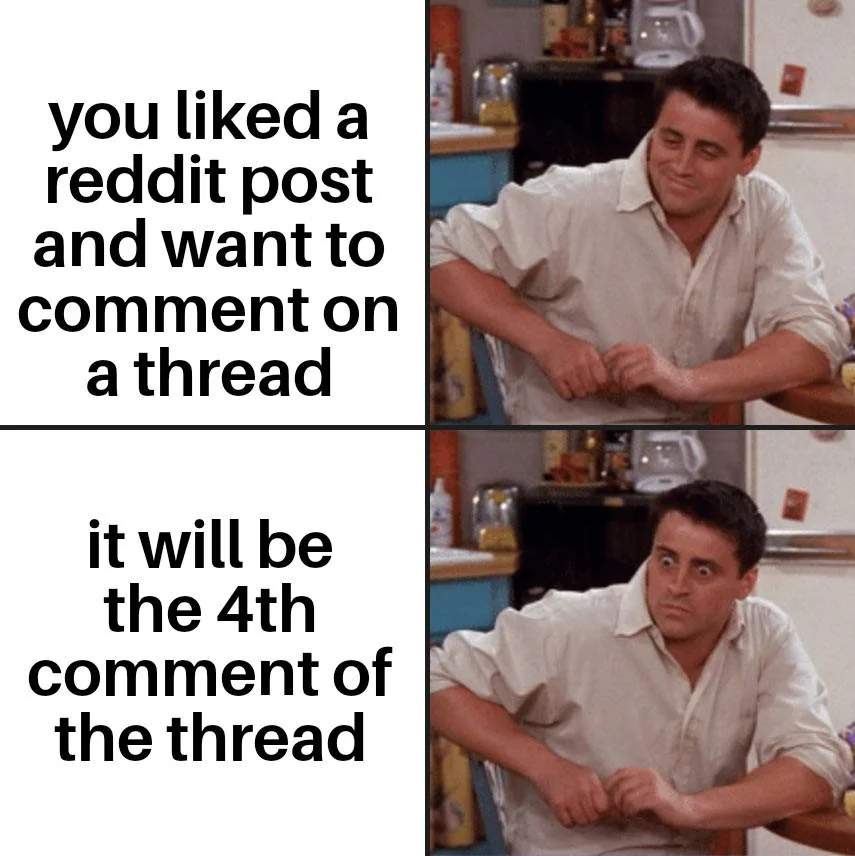 you liked a
reddit post
and want to
comment on
a thread
it will be
the 4th
comment of
the thread